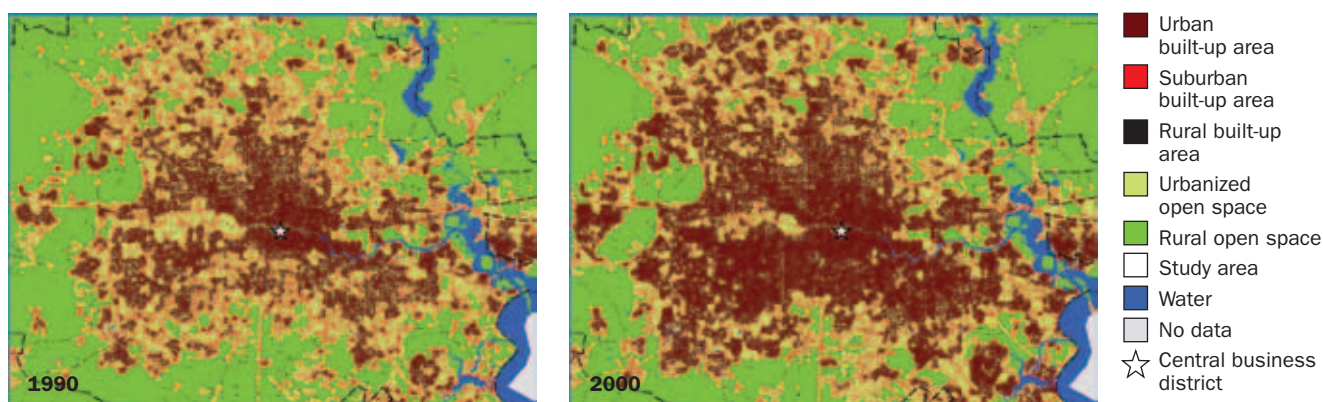 1990
2000
Urban
built-up area
Suburban
built-up area
Rural built-up
area
Urbanized
open space
Rural open space
Study area
Water
No data
Central business
district